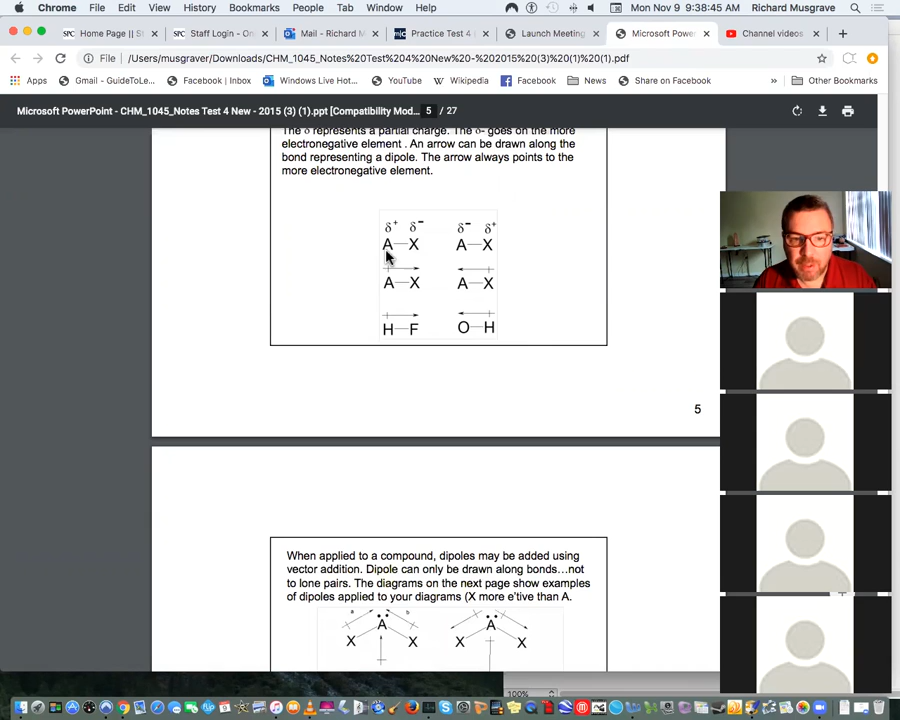 Chrome File Edit View History Bookmarks People Tab Window Help Mon Nov 9 9:38:45 AM Richard Musgrave
Home Page || S Staff Login - On Mail - Richard M Practice Test 4 Launch Meeting Microsoft Power Channel videos
File /Users/musgraver/Downloads/CHM_1045_Notes%20Test%204%20New%20-%202015%20(3)%20(1)%20(1).pdf
Apps Gmail - GuideToLe... Facebook | Inbox Windows Live Hot... YouTube Wikipedia Facebook News Share on Facebook » Other Bookmarks
Microsoft PowerPoint - CHM_1045_Notes Test 4 New - 2015 (3) (1).ppt [Compatibility Mod... 5 / 27
The δ represents a partial charge. The δ- goes on the more
electronegative element . An arrow can be drawn along the
bond representing a dipole. The arrow always points to the
more electronegative element.
δ+ δ− δ− δ+
A—X A—X
A—X A—X
H—F O—H
5
When applied to a compound, dipoles may be added using
vector addition. Dipole can only be drawn along bonds…not
to lone pairs. The diagrams on the next page show examples
of dipoles applied to your diagrams (X more e'tive than A.
a b
A A
X X X X
100%